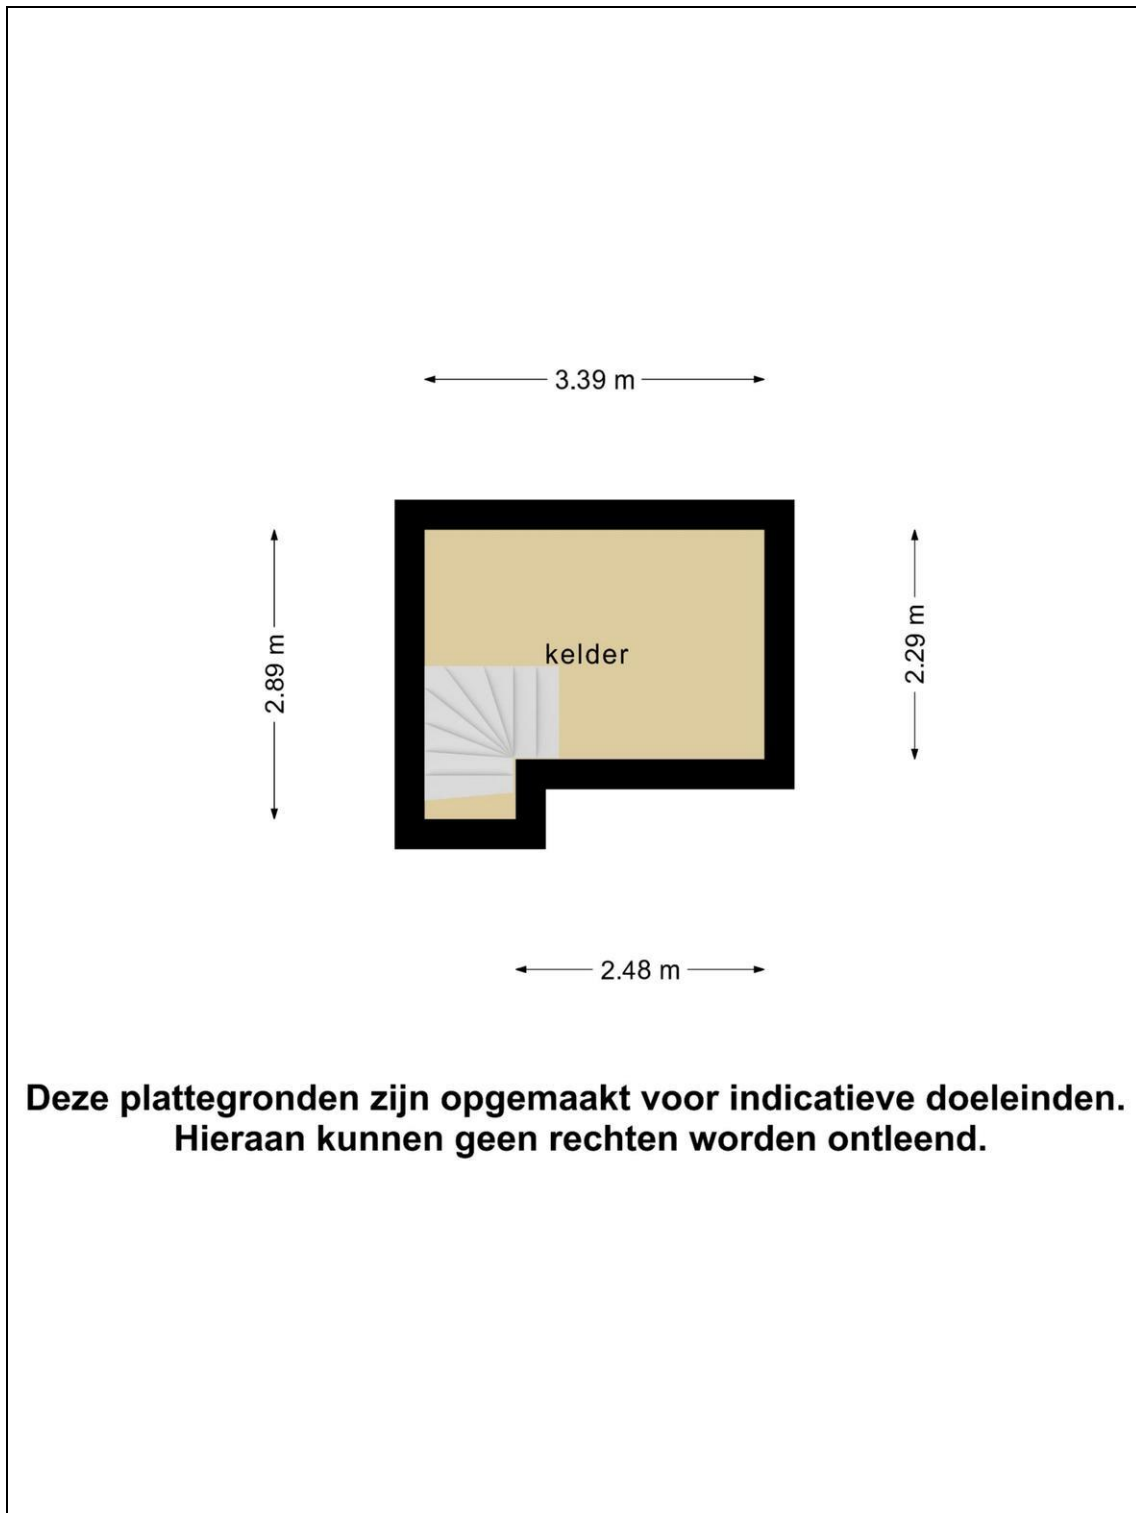 3.39 m
kelder
2.89 m
2.29 m
2.48 m
Deze plattegronden zijn opgemaakt voor indicatieve doeleinden.
Hieraan kunnen geen rechten worden ontleend.